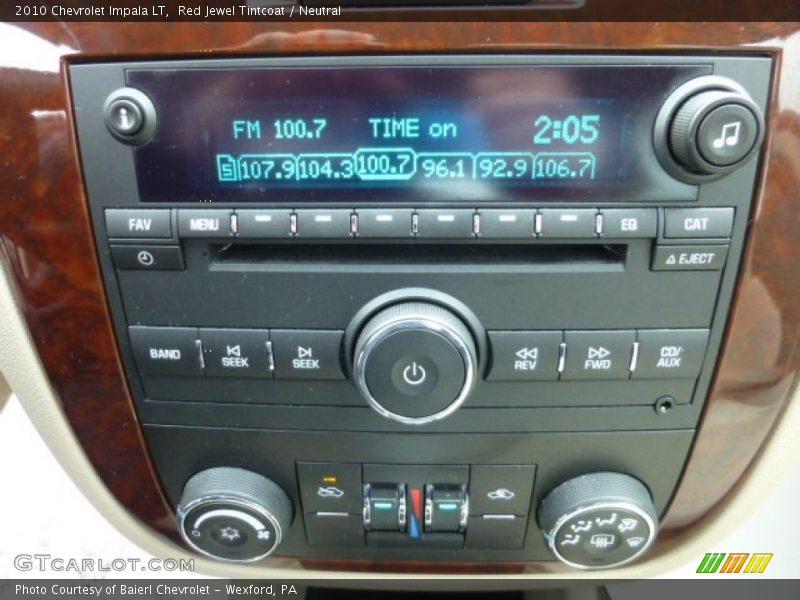 2010 Chevrolet Impala LT,  Red Jewel Tintcoat / Neutral
FM 100.7 TIME on 2:05
S 107.9 104.3 100.7 96.1 92.9 106.7
FAV MENU EQ CAT
EJECT
BAND SEEK SEEK REV FWD CD/AUX
GTCarLot.com
Photo Courtesy of Baierl Chevrolet - Wexford, PA